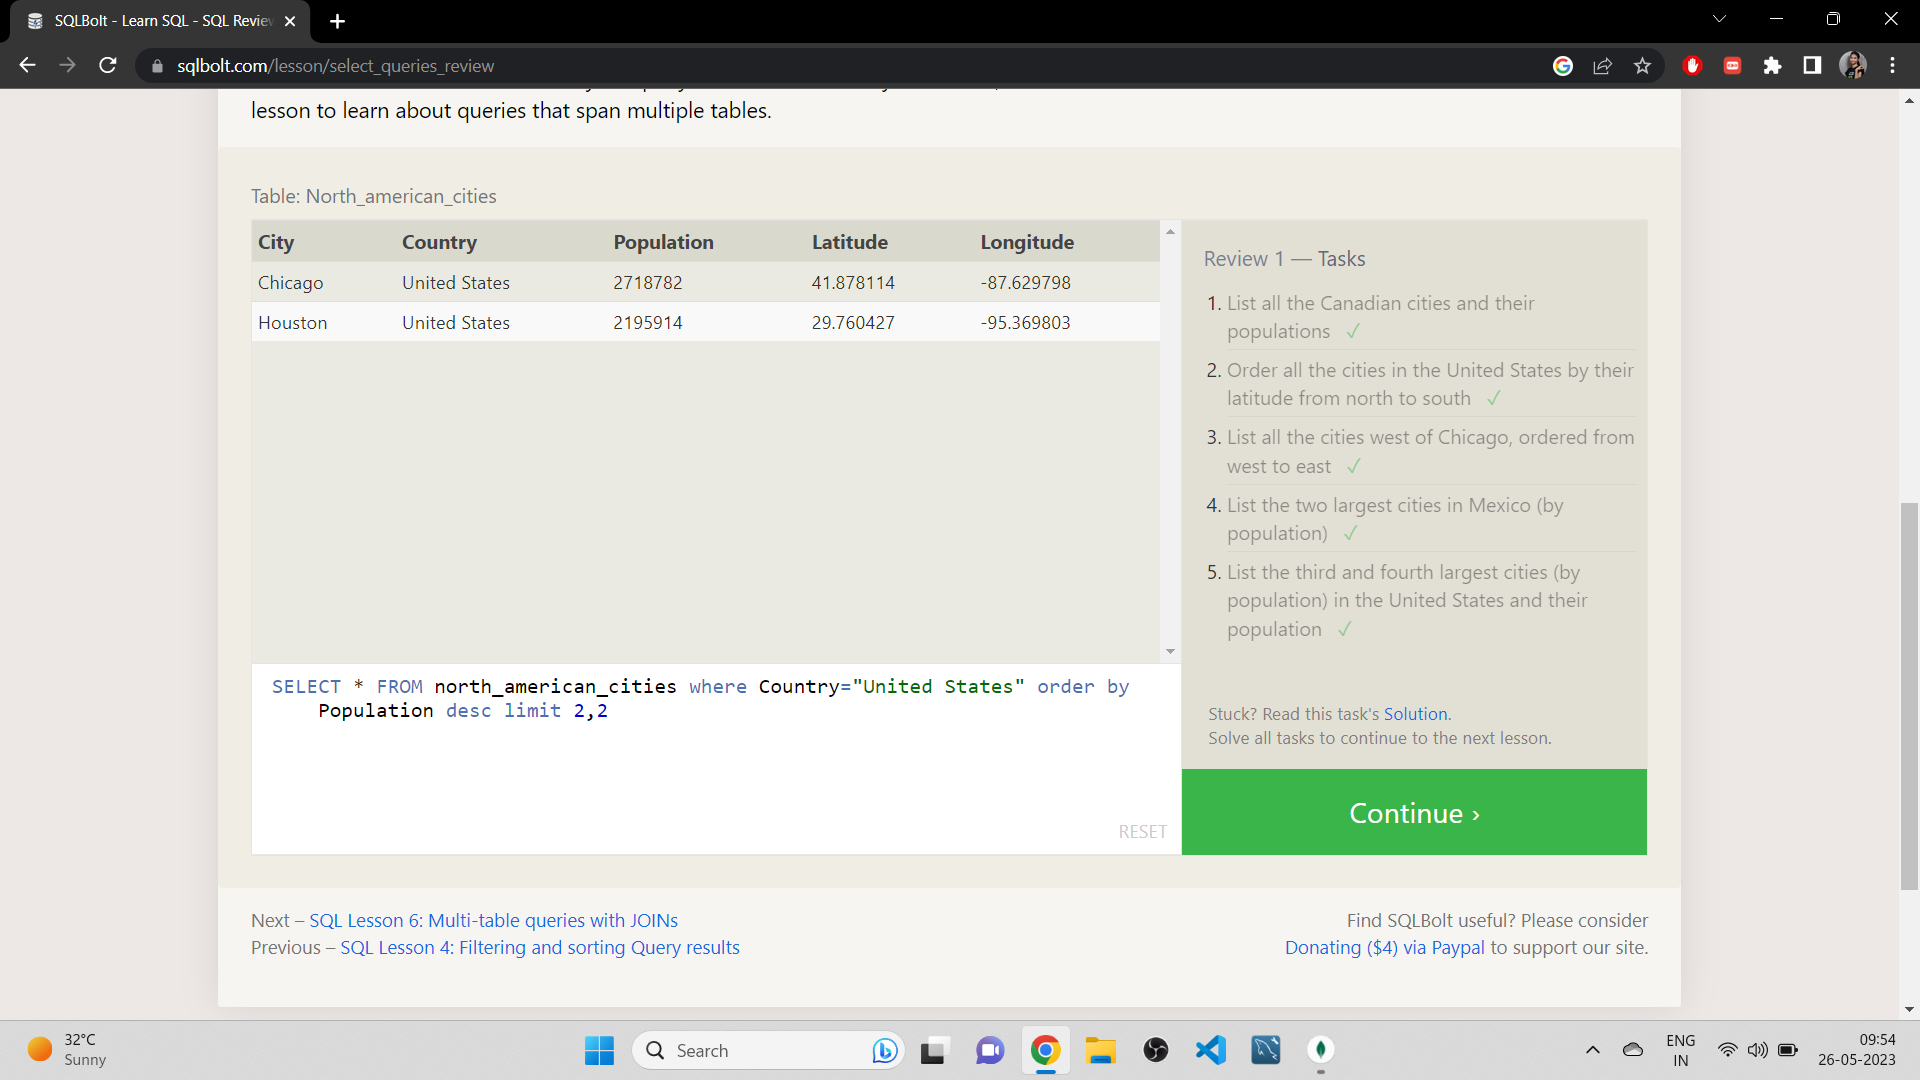 SQLBolt - Learn SQL - SQL Review
sqlbolt.com/lesson/select_queries_review
lesson to learn about queries that span multiple tables.
Table: North_american_cities
City Country Population Latitude Longitude
Chicago United States 2718782 41.878114 -87.629798
Houston United States 2195914 29.760427 -95.369803
Review 1 — Tasks
1. List all the Canadian cities and their
populations ✓
2. Order all the cities in the United States by their
latitude from north to south ✓
3. List all the cities west of Chicago, ordered from
west to east ✓
4. List the two largest cities in Mexico (by
population) ✓
5. List the third and fourth largest cities (by
population) in the United States and their
population ✓
SELECT * FROM north_american_cities where Country="United States" order by
Population desc limit 2,2
RESET
Stuck? Read this task's Solution.
Solve all tasks to continue to the next lesson.
Continue ›
Next – SQL Lesson 6: Multi-table queries with JOINs
Previous – SQL Lesson 4: Filtering and sorting Query results
Find SQLBolt useful? Please consider
Donating ($4) via Paypal to support our site.
32°C
Sunny
Search
ENG
IN
09:54
26-05-2023